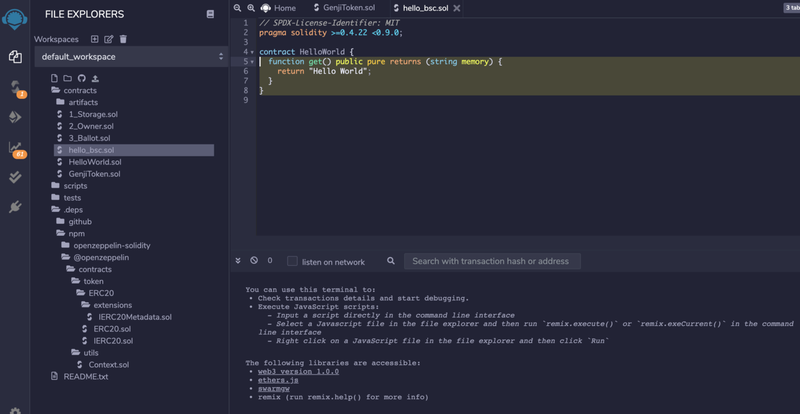 FILE EXPLORERS
Workspaces
default_workspace
contracts
artifacts
1_Storage.sol
2_Owner.sol
3_Ballot.sol
hello_bsc.sol
HelloWorld.sol
GenjiToken.sol
scripts
tests
.deps
github
npm
openzeppelin-solidity
@openzeppelin
contracts
token
ERC20
extensions
IERC20Metadata.sol
ERC20.sol
IERC20.sol
utils
Context.sol
README.txt
1
61
Home
GenjiToken.sol
hello_bsc.sol
3 tab
1 // SPDX-License-Identifier: MIT
2 pragma solidity >=0.4.22 <0.9.0;
3
4 contract HelloWorld {
5 function get() public pure returns (string memory) {
6 return "Hello World";
7 }
8 }
9
0
listen on network
Search with transaction hash or address
You can use this terminal to:
• Check transactions details and start debugging.
• Execute JavaScript scripts:
- Input a script directly in the command line interface
- Select a Javascript file in the file explorer and then run `remix.execute()` or `remix.exeCurrent()` in the command
line interface
- Right click on a JavaScript file in the file explorer and then click `Run`
The following libraries are accessible:
• web3 version 1.0.0
• ethers.js
• swarmgw
• remix (run remix.help() for more info)